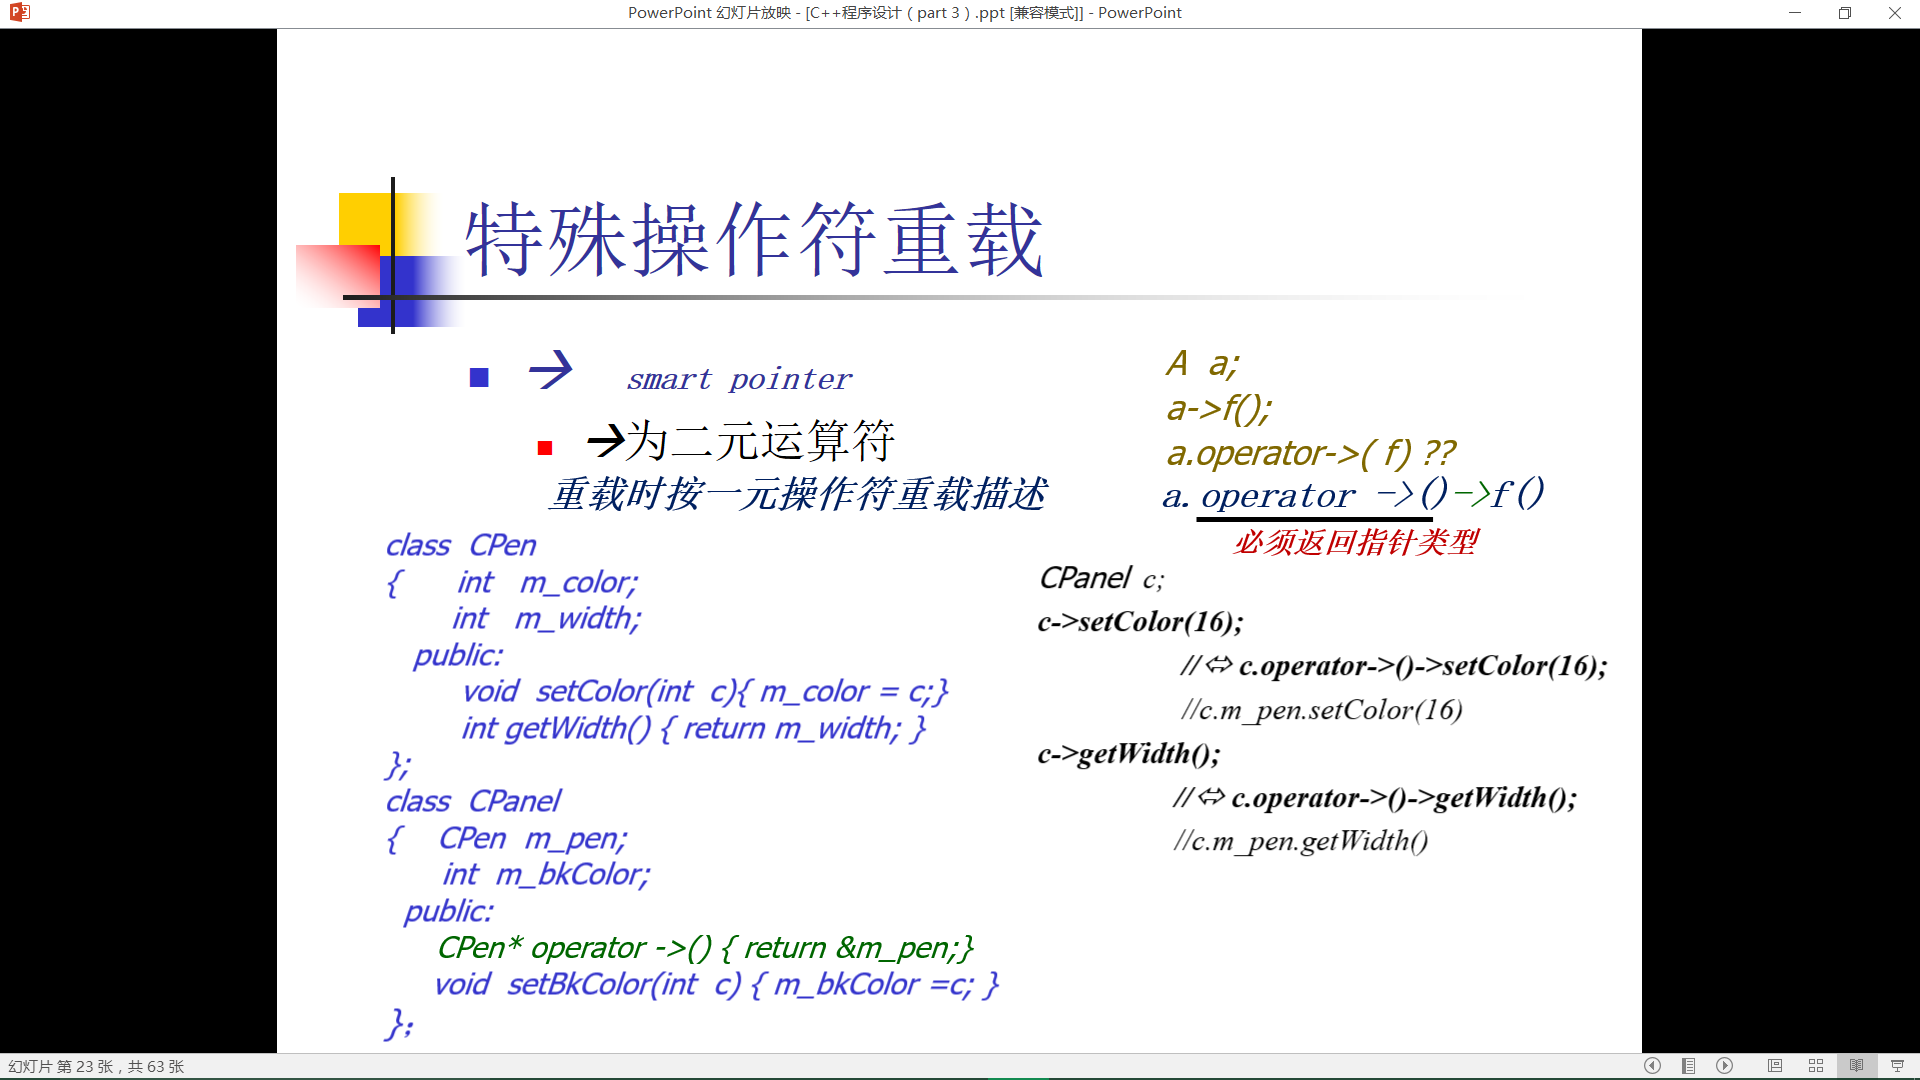 PowerPoint 幻灯片放映 - [C++程序设计（part 3）.ppt [兼容模式]] - PowerPoint
特殊操作符重载
→ smart pointer
→为二元运算符
重载时按一元操作符重载描述
class CPen
{ int m_color;
int m_width;
public:
void setColor(int c){ m_color = c;}
int getWidth() { return m_width; }
};
class CPanel
{ CPen m_pen;
int m_bkColor;
public:
CPen* operator ->() { return &m_pen;}
void setBkColor(int c) { m_bkColor =c; }
};
A a;
a->f();
a.operator->( f) ??
a.operator ->()->f()
必须返回指针类型
CPanel c;
c->setColor(16);
//⇔ c.operator->()->setColor(16);
//c.m_pen.setColor(16)
c->getWidth();
//⇔ c.operator->()->getWidth();
//c.m_pen.getWidth()
幻灯片 第 23 张，共 63 张